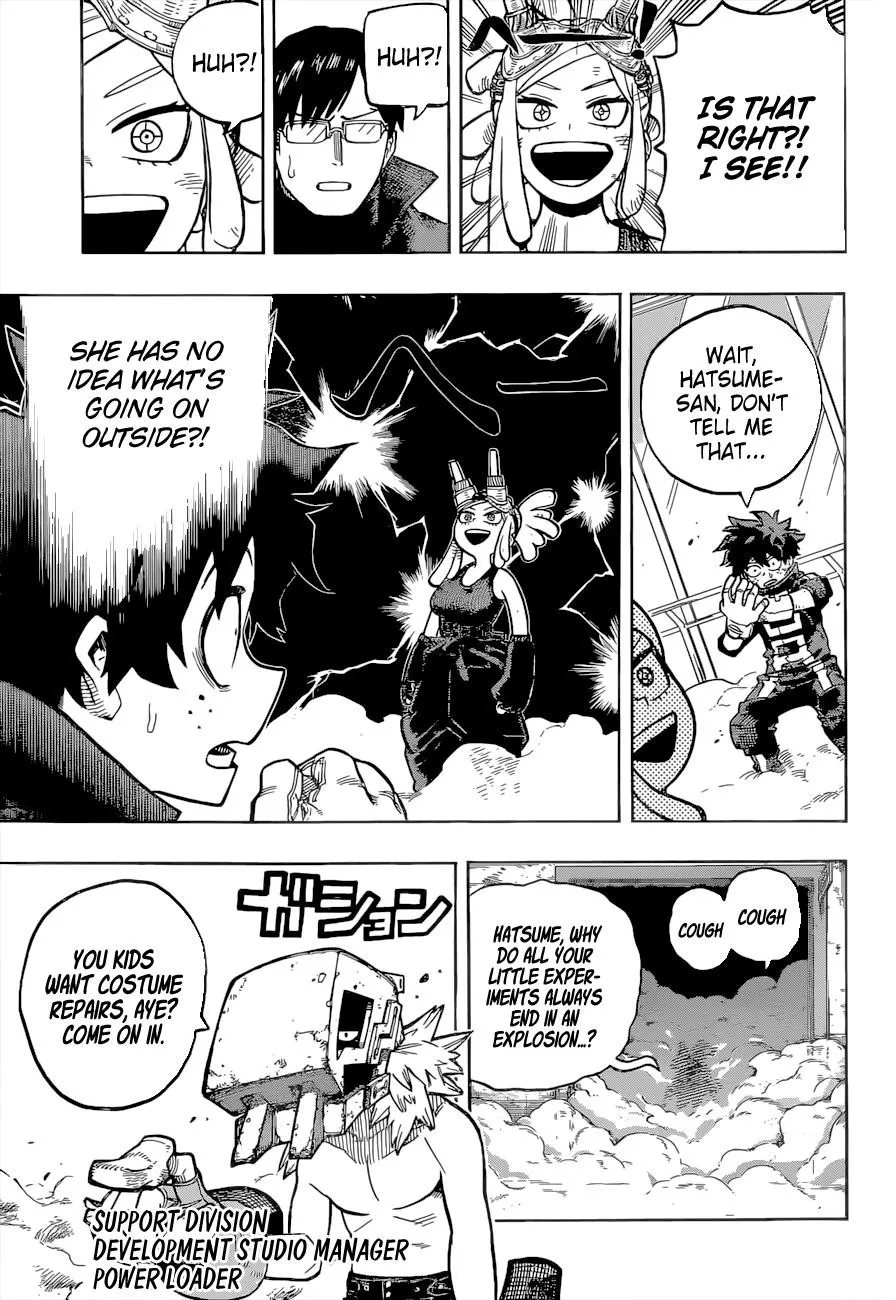 IS THAT
RIGHT?!
I SEE!!
HUH?!
HUH?!
WAIT,
HATSUME-
SAN, DON'T
TELL ME
THAT...
SHE HAS NO
IDEA WHAT'S
GOING ON
OUTSIDE?!
COUGH
COUGH
HATSUME, WHY
DO ALL YOUR
LITTLE EXPER-
IMENTS ALWAYS
END IN AN
EXPLOSION...?
ガション
YOU KIDS
WANT COSTUME
REPAIRS, AYE?
COME ON IN.
SUPPORT DIVISION
DEVELOPMENT STUDIO MANAGER
POWER LOADER